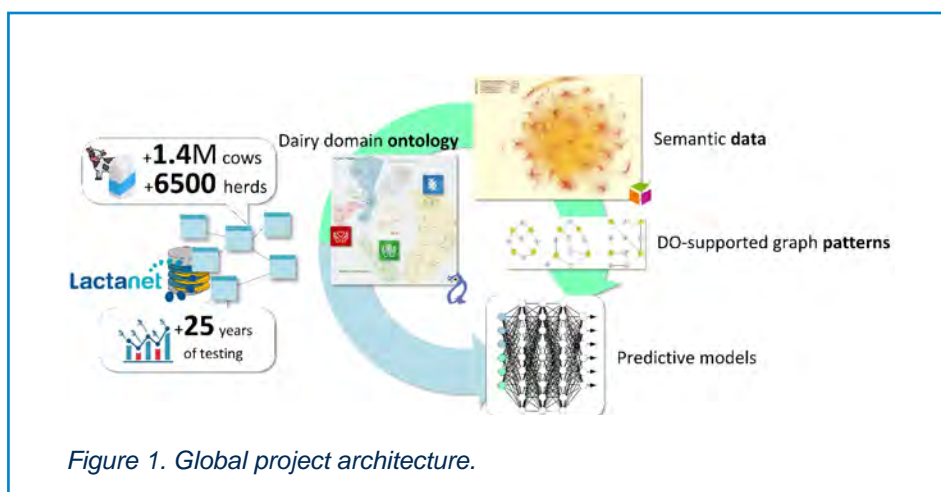 +1.4M cows
+6500 herds
Lactanet
+25 years
of testing
Dairy domain ontology
Semantic data
DO-supported graph patterns
Predictive models
Figure 1. Global project architecture.